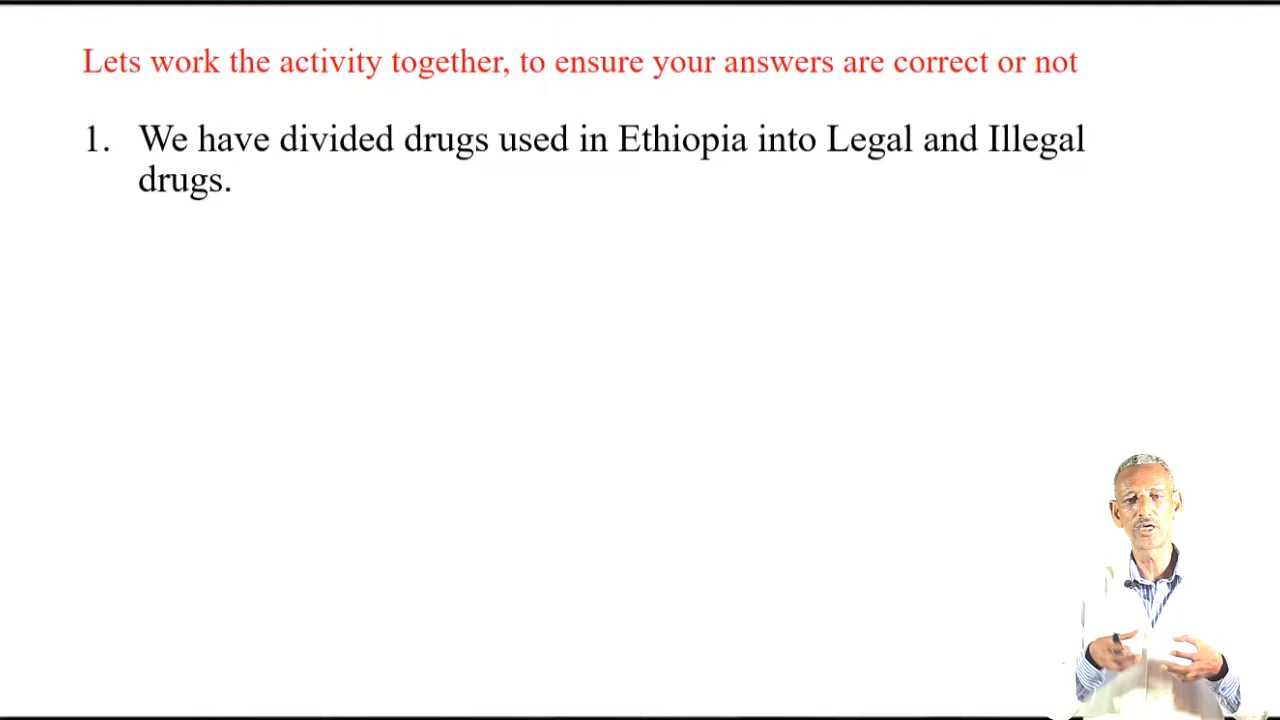 Lets work the activity together, to ensure your answers are correct or not
1. We have divided drugs used in Ethiopia into Legal and Illegal
drugs.